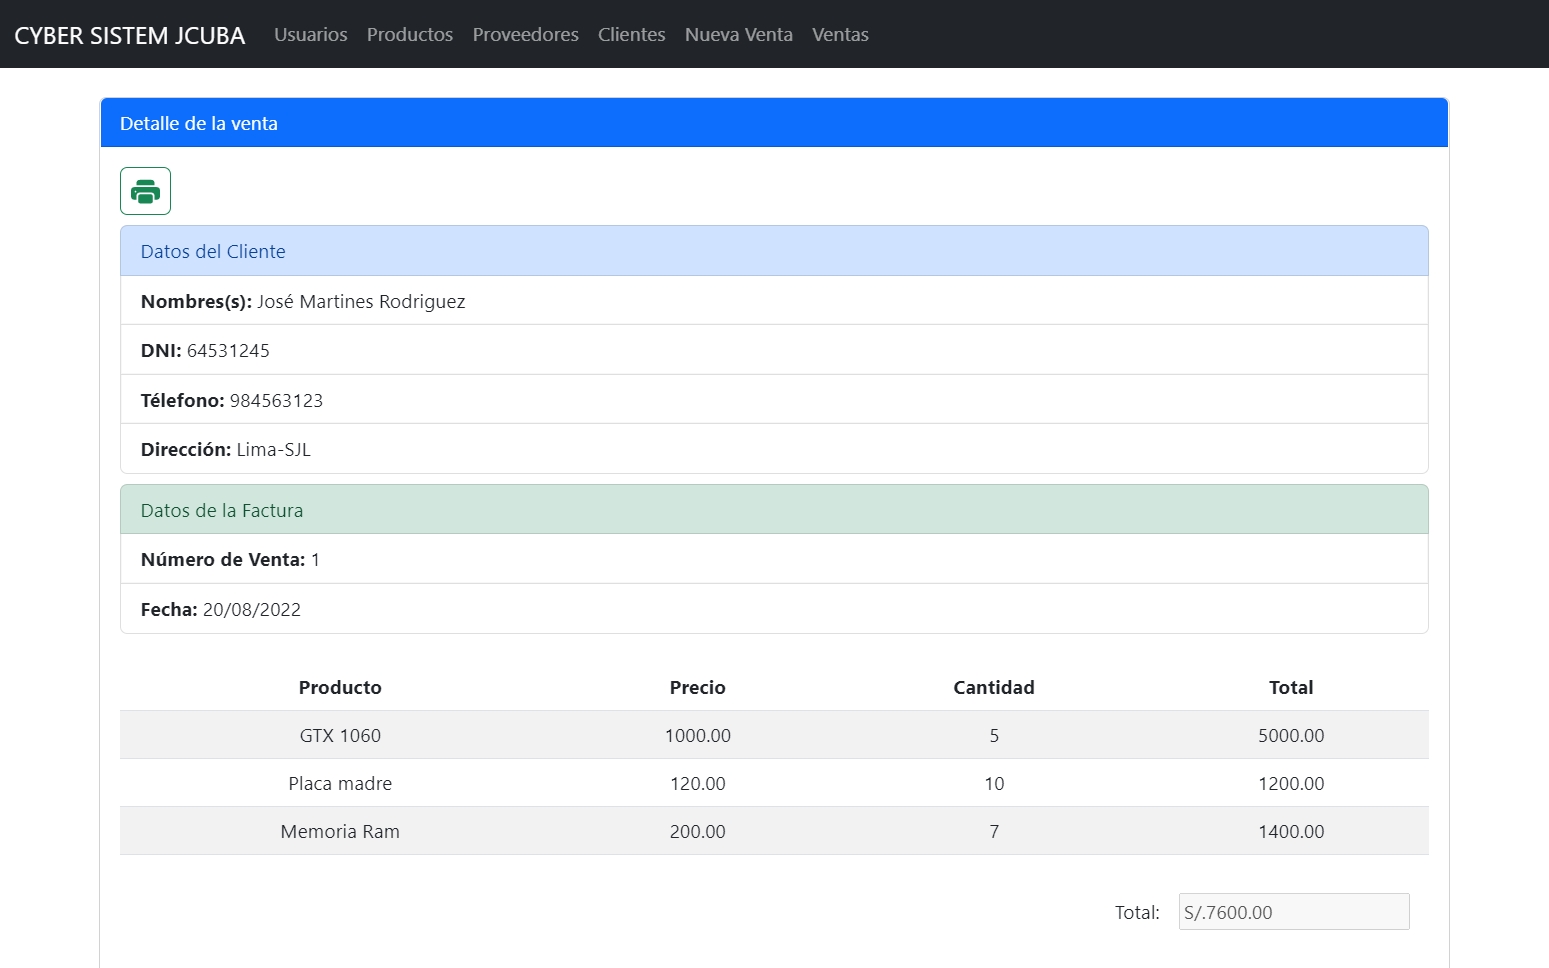 CYBER SISTEM JCUBA Usuarios Productos Proveedores Clientes Nueva Venta Ventas
Detalle de la venta
Datos del Cliente
Nombres(s): José Martines Rodriguez
DNI: 64531245
Télefono: 984563123
Dirección: Lima-SJL
Datos de la Factura
Número de Venta: 1
Fecha: 20/08/2022
Producto Precio Cantidad Total
GTX 1060 1000.00 5 5000.00
Placa madre 120.00 10 1200.00
Memoria Ram 200.00 7 1400.00
Total: S/.7600.00